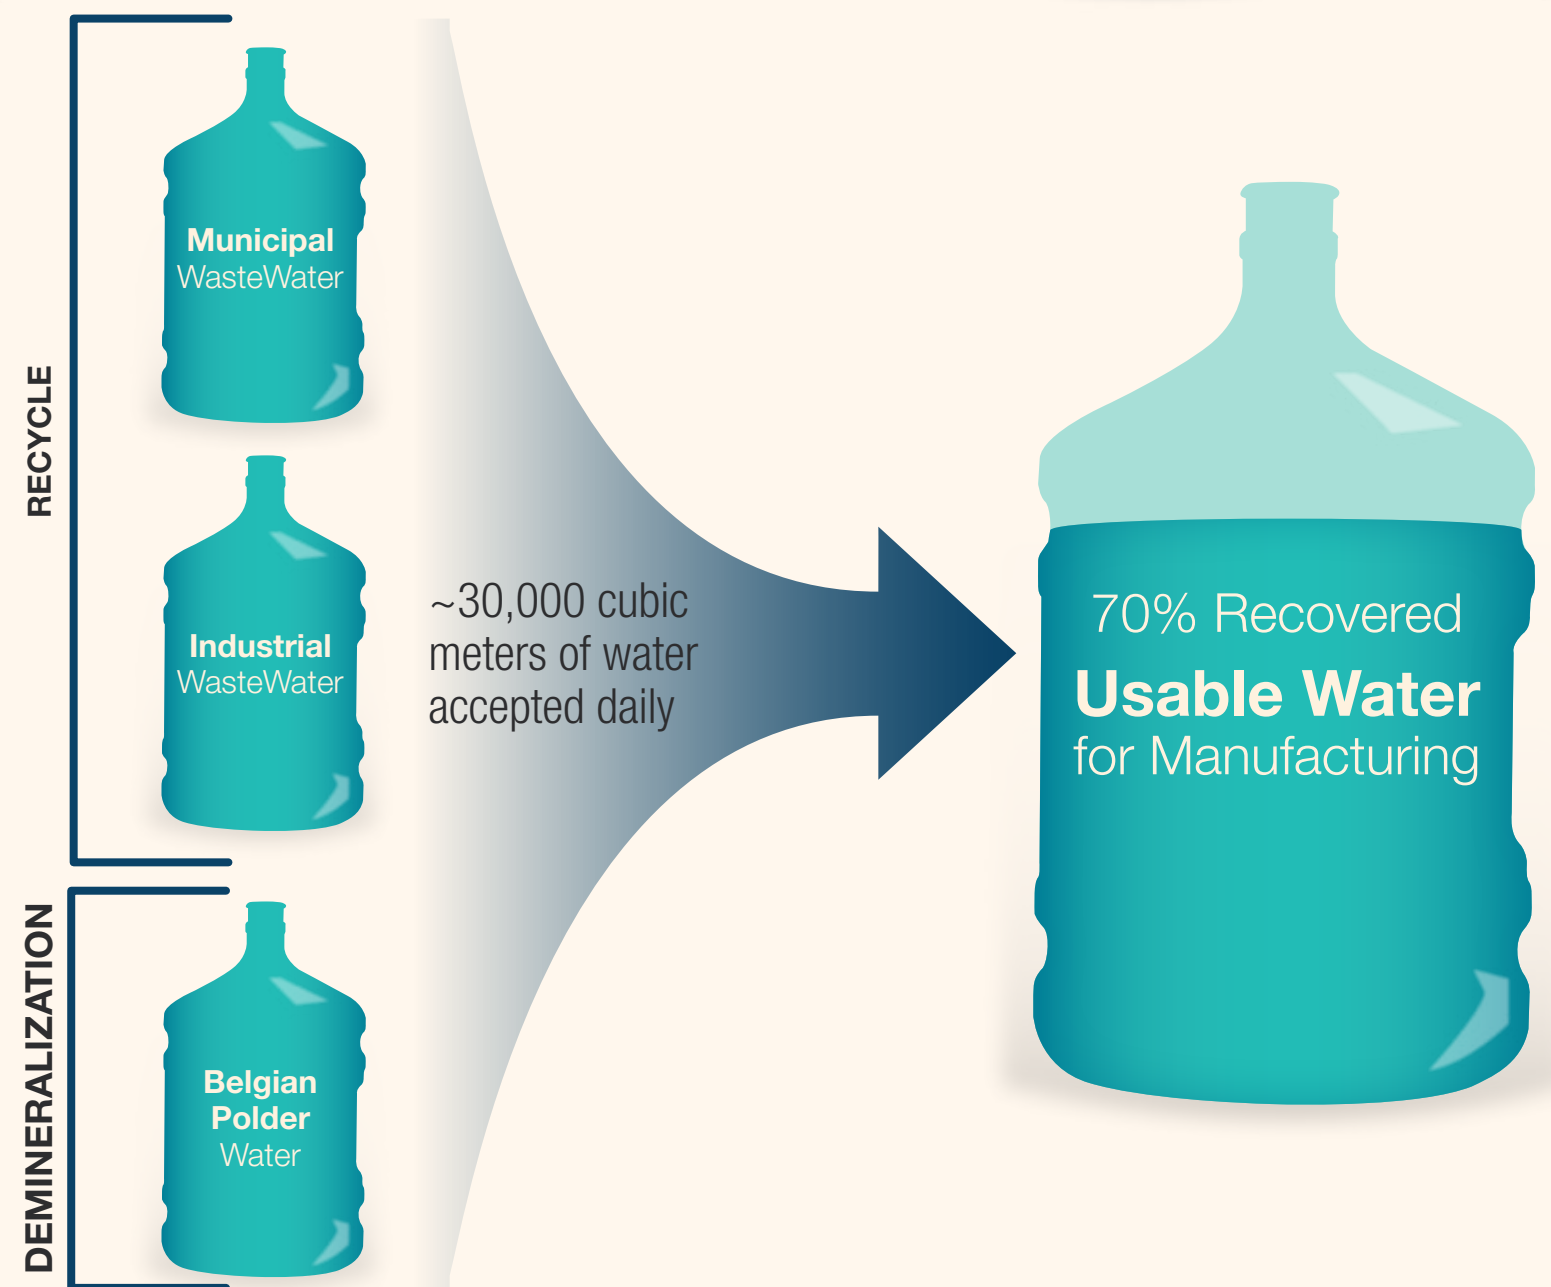 RECYCLE
Municipal
WasteWater
Industrial
WasteWater
DEMINERALIZATION
Belgian
Polder
Water
~30,000 cubic
meters of water
accepted daily
70% Recovered
Usable Water
for Manufacturing